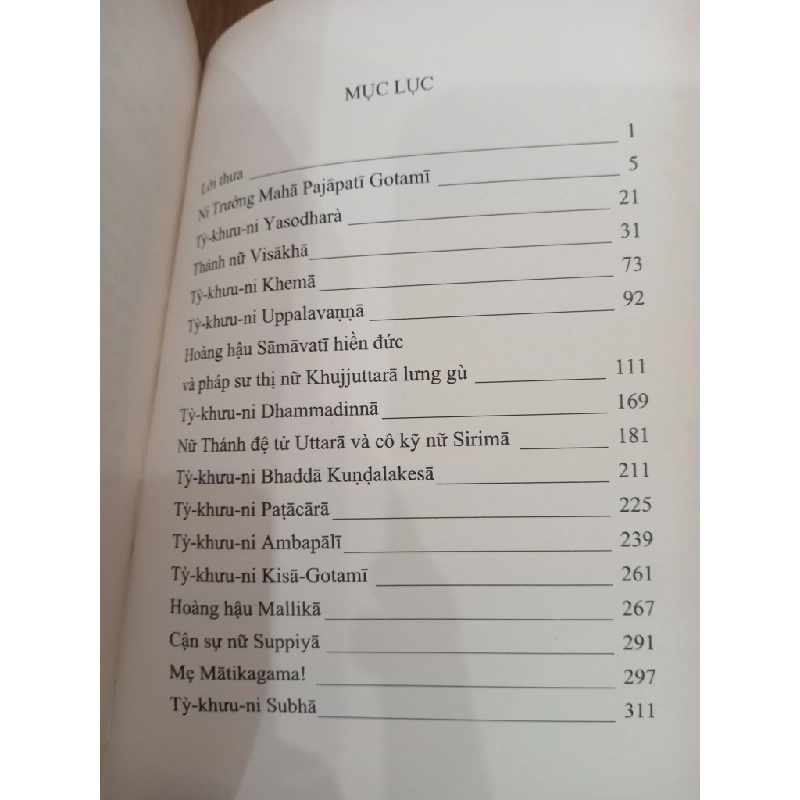 MỤC LỤC
Lời thưa 1
Ni Trưởng Mahā Pajāpatī Gotamī 5
Tỳ-khưu-ni Yasodharà 21
Thánh nữ Visākhā 31
Tỳ-khưu-ni Khemā 73
Tỳ-khưu-ni Uppalavaṇṇā 92
Hoàng hậu Sāmāvatī hiền đức
và pháp sư thị nữ Khujjuttarā lưng gù 111
Tỳ-khưu-ni Dhammadinnā 169
Nữ Thánh đệ tử Uttarā và cô kỹ nữ Sirimā 181
Tỳ-khưu-ni Bhaddā Kuṇḍalakesā 211
Tỳ-khưu-ni Paṭācārā 225
Tỳ-khưu-ni Ambapālī 239
Tỳ-khưu-ni Kisā-Gotamī 261
Hoàng hậu Mallikā 267
Cận sự nữ Suppiyā 291
Mẹ Mātikagama! 297
Tỳ-khưu-ni Subhā 311